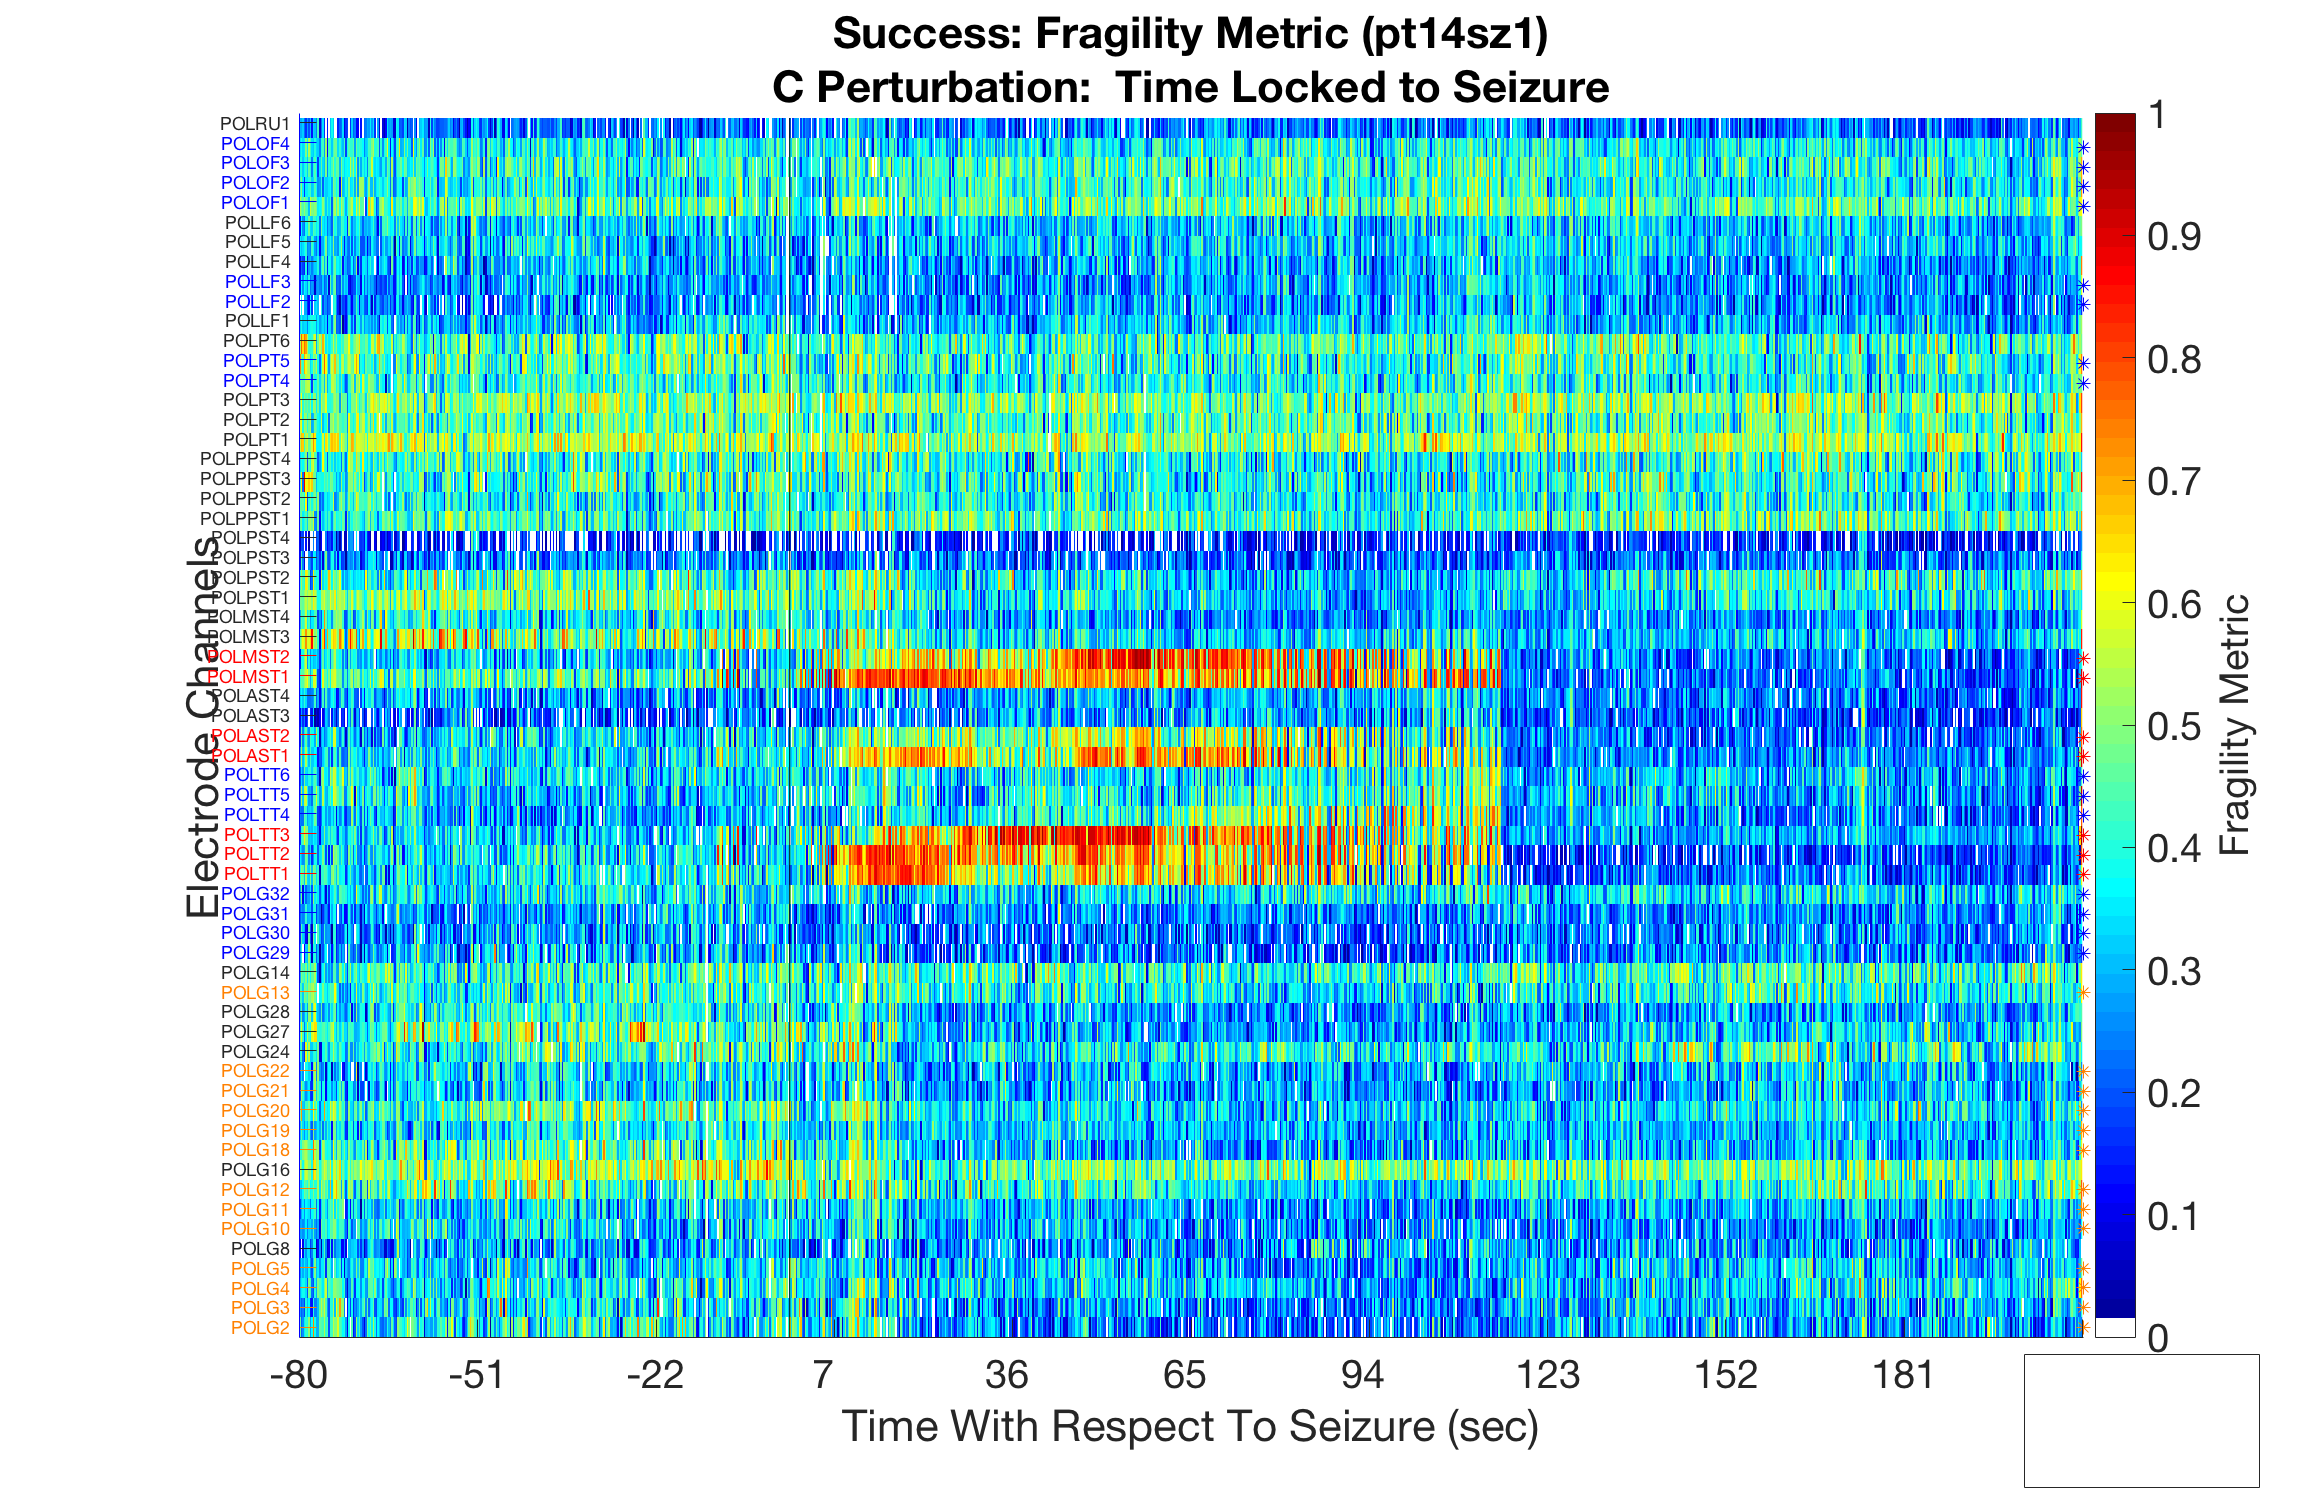 Success: Fragility Metric (pt14sz1)
C Perturbation:  Time Locked to Seizure
Electrode Channels
POLRU1
POLOF4
POLOF3
POLOF2
POLOF1
POLLF6
POLLF5
POLLF4
POLLF3
POLLF2
POLLF1
POLPT6
POLPT5
POLPT4
POLPT3
POLPT2
POLPT1
POLPPST4
POLPPST3
POLPPST2
POLPPST1
POLPST4
POLPST3
POLPST2
POLPST1
POLMST4
POLMST3
POLMST2
POLMST1
POLAST4
POLAST3
POLAST2
POLAST1
POLTT6
POLTT5
POLTT4
POLTT3
POLTT2
POLTT1
POLG32
POLG31
POLG30
POLG29
POLG14
POLG13
POLG28
POLG27
POLG24
POLG22
POLG21
POLG20
POLG19
POLG18
POLG16
POLG12
POLG11
POLG10
POLG8
POLG5
POLG4
POLG3
POLG2
-80 -51 -22 7 36 65 94 123 152 181
Time With Respect To Seizure (sec)
1
0.9
0.8
0.7
0.6
0.5
0.4
0.3
0.2
0.1
0
Fragility Metric